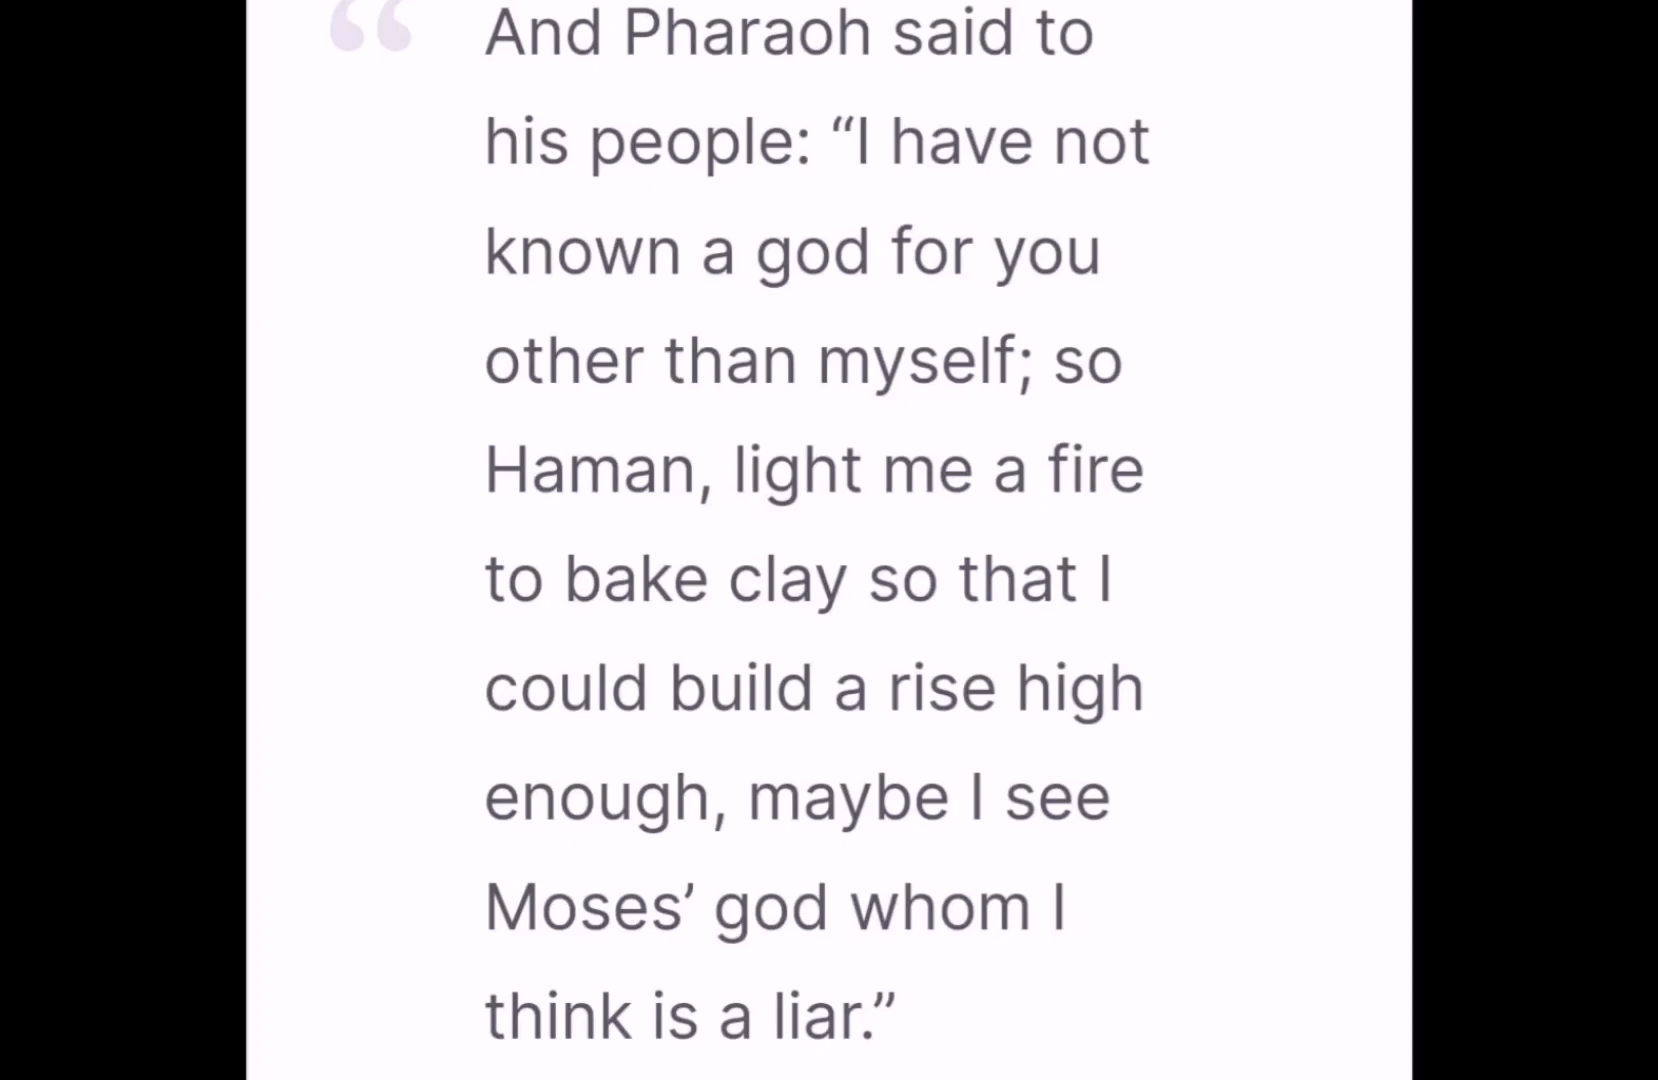 “
And Pharaoh said to
his people: “I have not
known a god for you
other than myself; so
Haman, light me a fire
to bake clay so that I
could build a rise high
enough, maybe I see
Moses’ god whom I
think is a liar.”